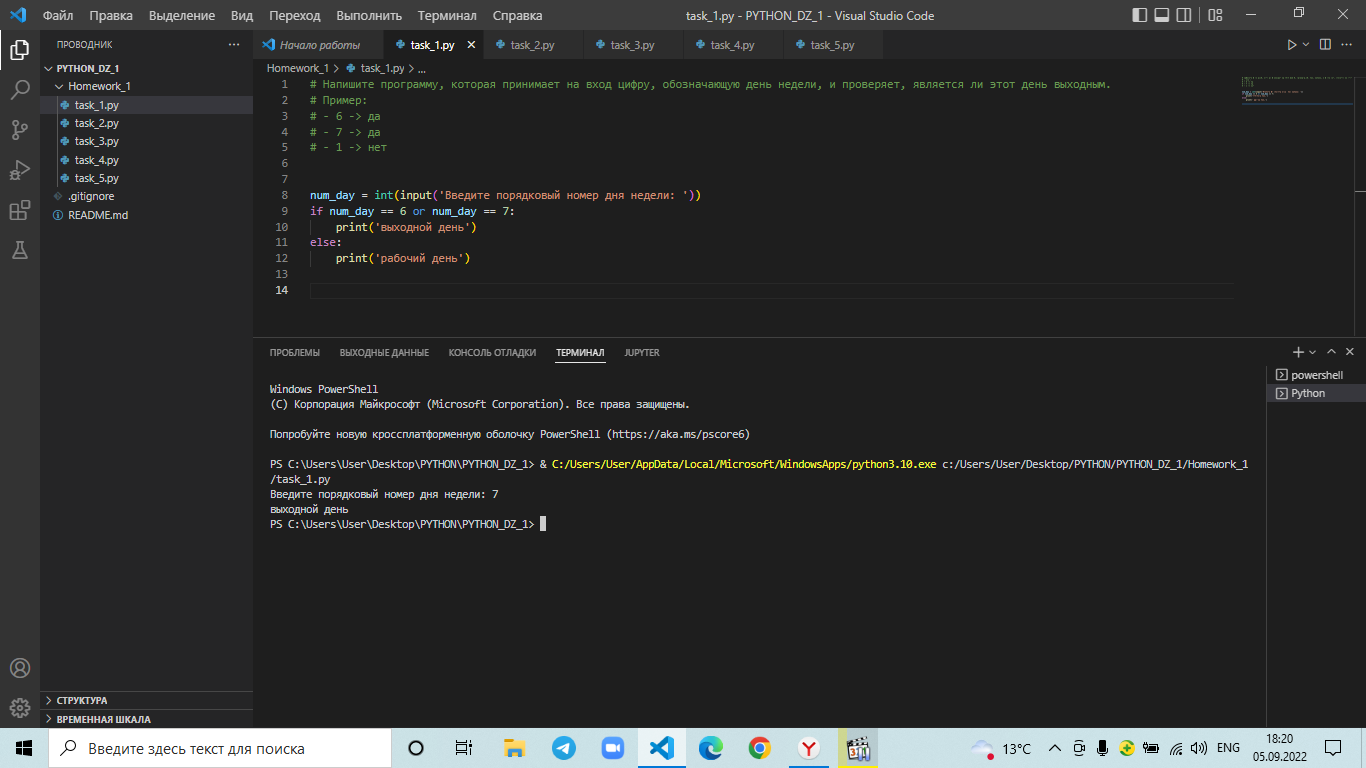 Файл Правка Выделение Вид Переход Выполнить Терминал Справка task_1.py - PYTHON_DZ_1 - Visual Studio Code
ПРОВОДНИК ...
PYTHON_DZ_1
Homework_1
task_1.py
task_2.py
task_3.py
task_4.py
task_5.py
.gitignore
README.md
СТРУКТУРА
ВРЕМЕННАЯ ШКАЛА
Начало работы task_1.py task_2.py task_3.py task_4.py task_5.py
Homework_1 > task_1.py > ...
1 # Напишите программу, которая принимает на вход цифру, обозначающую день недели, и проверяет, является ли этот день выходным.
2 # Пример:
3 # - 6 -> да
4 # - 7 -> да
5 # - 1 -> нет
6
7
8 num_day = int(input('Введите порядковый номер дня недели: '))
9 if num_day == 6 or num_day == 7:
10 print('выходной день')
11 else:
12 print('рабочий день')
13
14
ПРОБЛЕМЫ ВЫХОДНЫЕ ДАННЫЕ КОНСОЛЬ ОТЛАДКИ ТЕРМИНАЛ JUPYTER
Windows PowerShell
(C) Корпорация Майкрософт (Microsoft Corporation). Все права защищены.
Попробуйте новую кроссплатформенную оболочку PowerShell (https://aka.ms/pscore6)
PS C:\Users\User\Desktop\PYTHON\PYTHON_DZ_1> & C:/Users/User/AppData/Local/Microsoft/WindowsApps/python3.10.exe c:/Users/User/Desktop/PYTHON/PYTHON_DZ_1/Homework_1
/task_1.py
Введите порядковый номер дня недели: 7
выходной день
PS C:\Users\User\Desktop\PYTHON\PYTHON_DZ_1>
powershell
Python
Введите здесь текст для поиска
13°C
ENG
18:20
05.09.2022